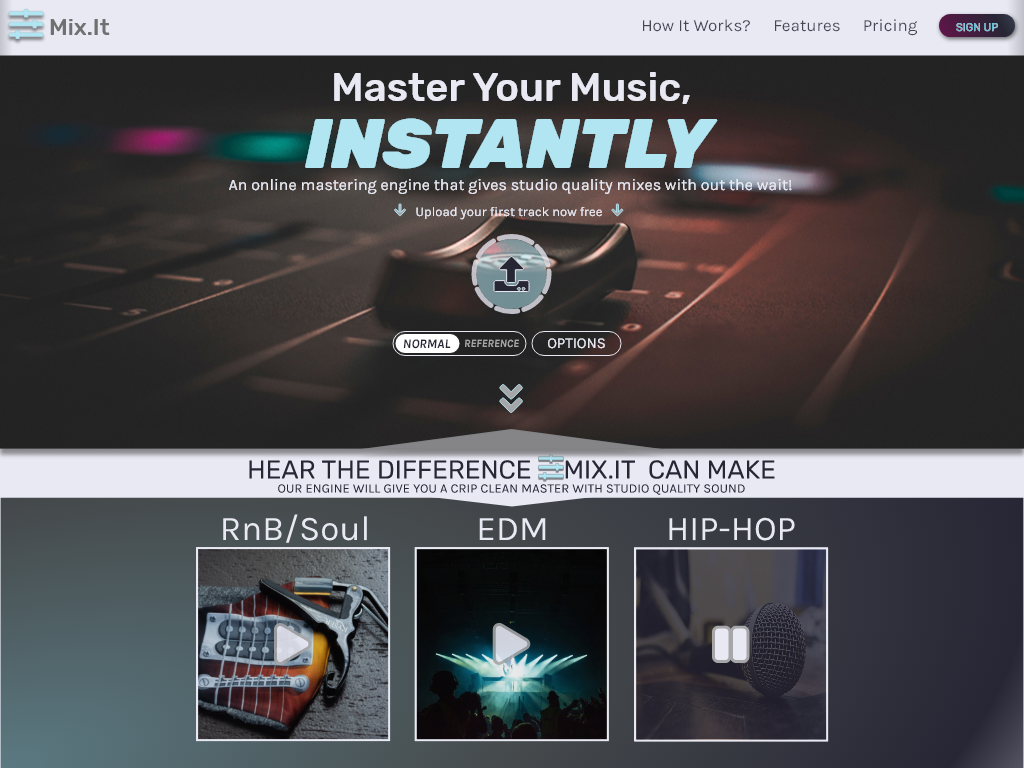 Mix.It How It Works? Features Pricing SIGN UP
Master Your Music,
INSTANTLY
An online mastering engine that gives studio quality mixes with out the wait!
Upload your first track now free
NORMAL REFERENCE OPTIONS
HEAR THE DIFFERENCE MIX.IT CAN MAKE
OUR ENGINE WILL GIVE YOU A CRIP CLEAN MASTER WITH STUDIO QUALITY SOUND
RnB/Soul EDM HIP-HOP